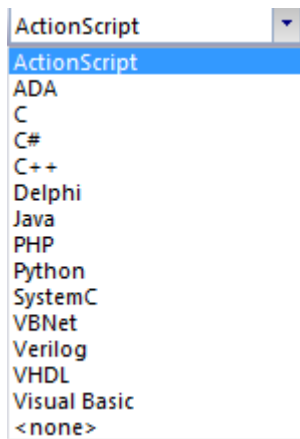 ActionScript
ActionScript
ADA
C
C#
C++
Delphi
Java
PHP
Python
SystemC
VBNet
Verilog
VHDL
Visual Basic
<none>